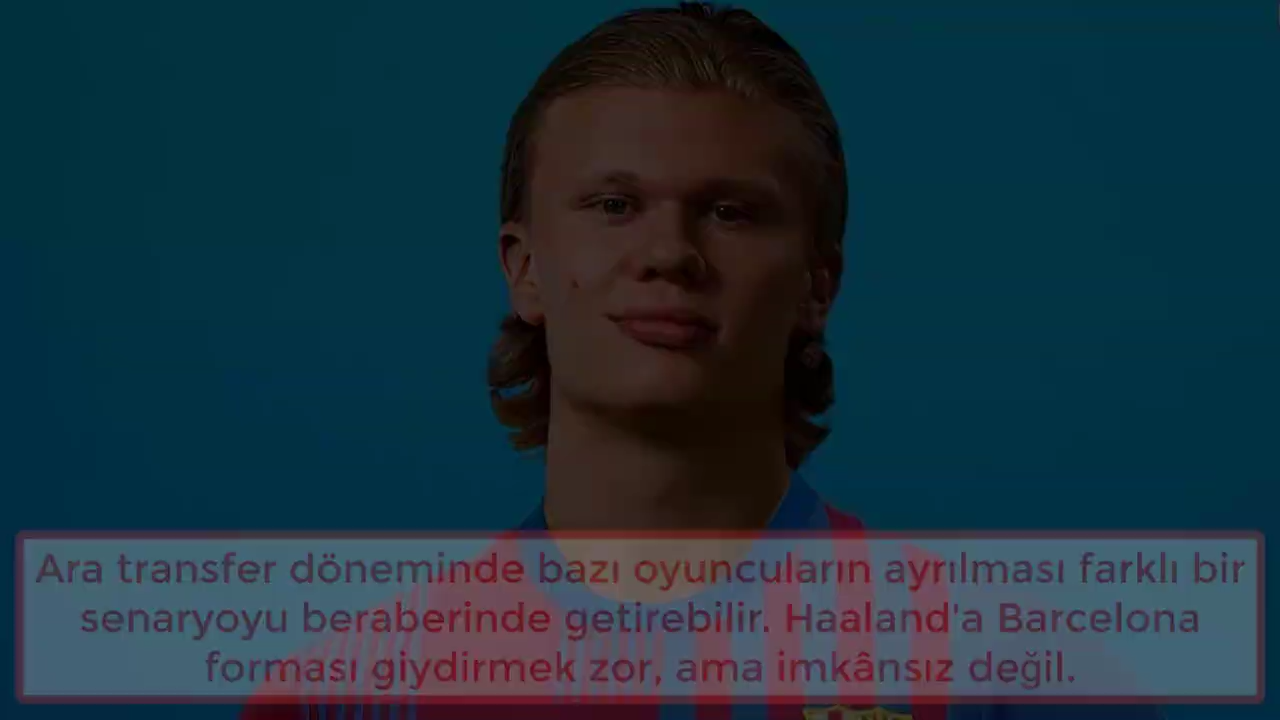 Ara transfer döneminde bazı oyuncuların ayrılması farklı bir
senaryoyu beraberinde getirebilir. Haaland'a Barcelona
forması giydirmek zor, ama imkânsız değil.